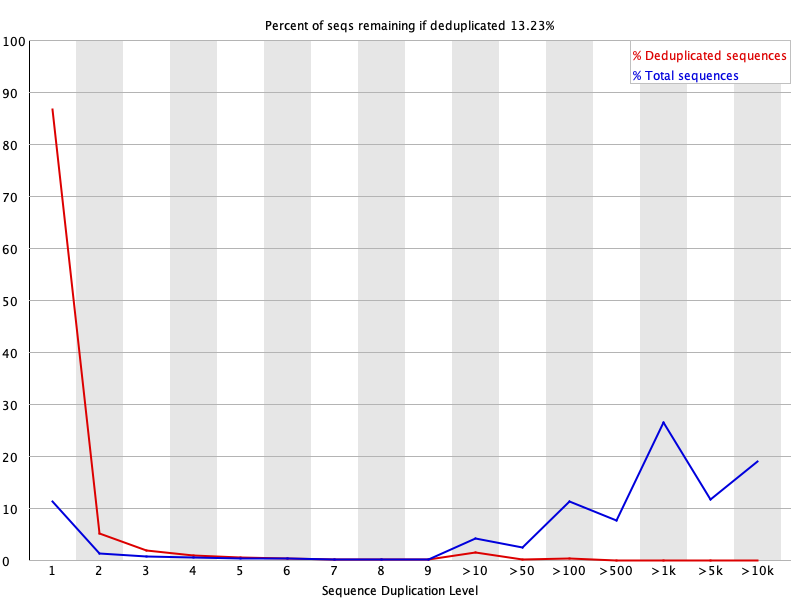 Percent of seqs remaining if deduplicated 13.23%
% Deduplicated sequences
% Total sequences
100
90
80
70
60
50
40
30
20
10
0
1 2 3 4 5 6 7 8 9 >10 >50 >100 >500 >1k >5k >10k
Sequence Duplication Level